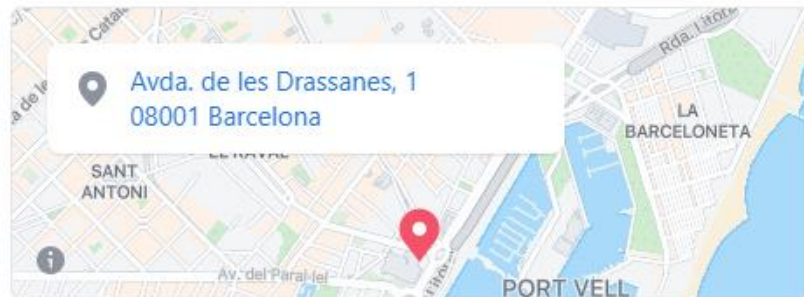 Avda. de les Drassanes, 1
08001 Barcelona
Rda. Litoral
LA
BARCELONETA
EL RAVAL
SANT
ANTONI
Av. del Paral·lel
PORT VELL